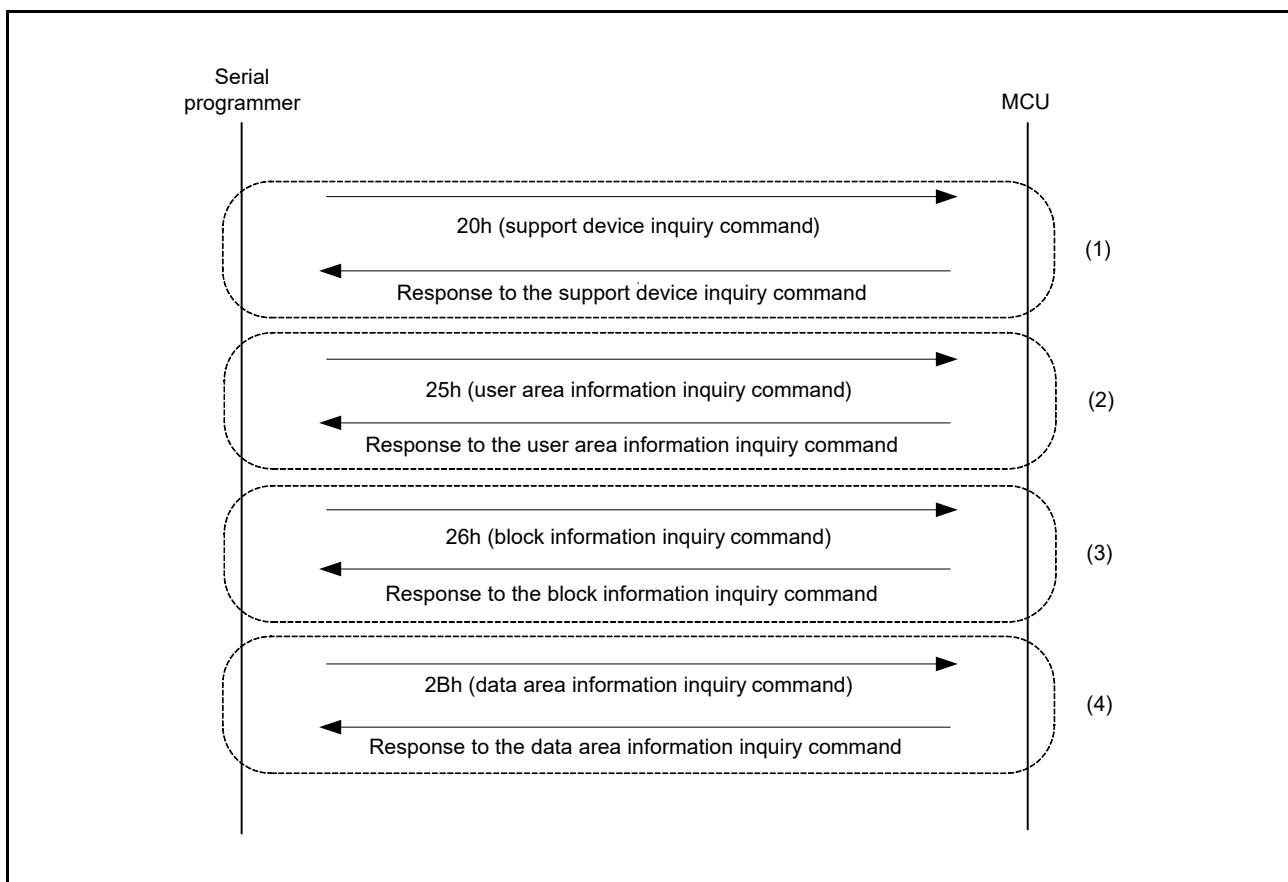 Serial
programmer
MCU
20h (support device inquiry command)
(1)
Response to the support device inquiry command
25h (user area information inquiry command)
(2)
Response to the user area information inquiry command
26h (block information inquiry command)
(3)
Response to the block information inquiry command
2Bh (data area information inquiry command)
(4)
Response to the data area information inquiry command